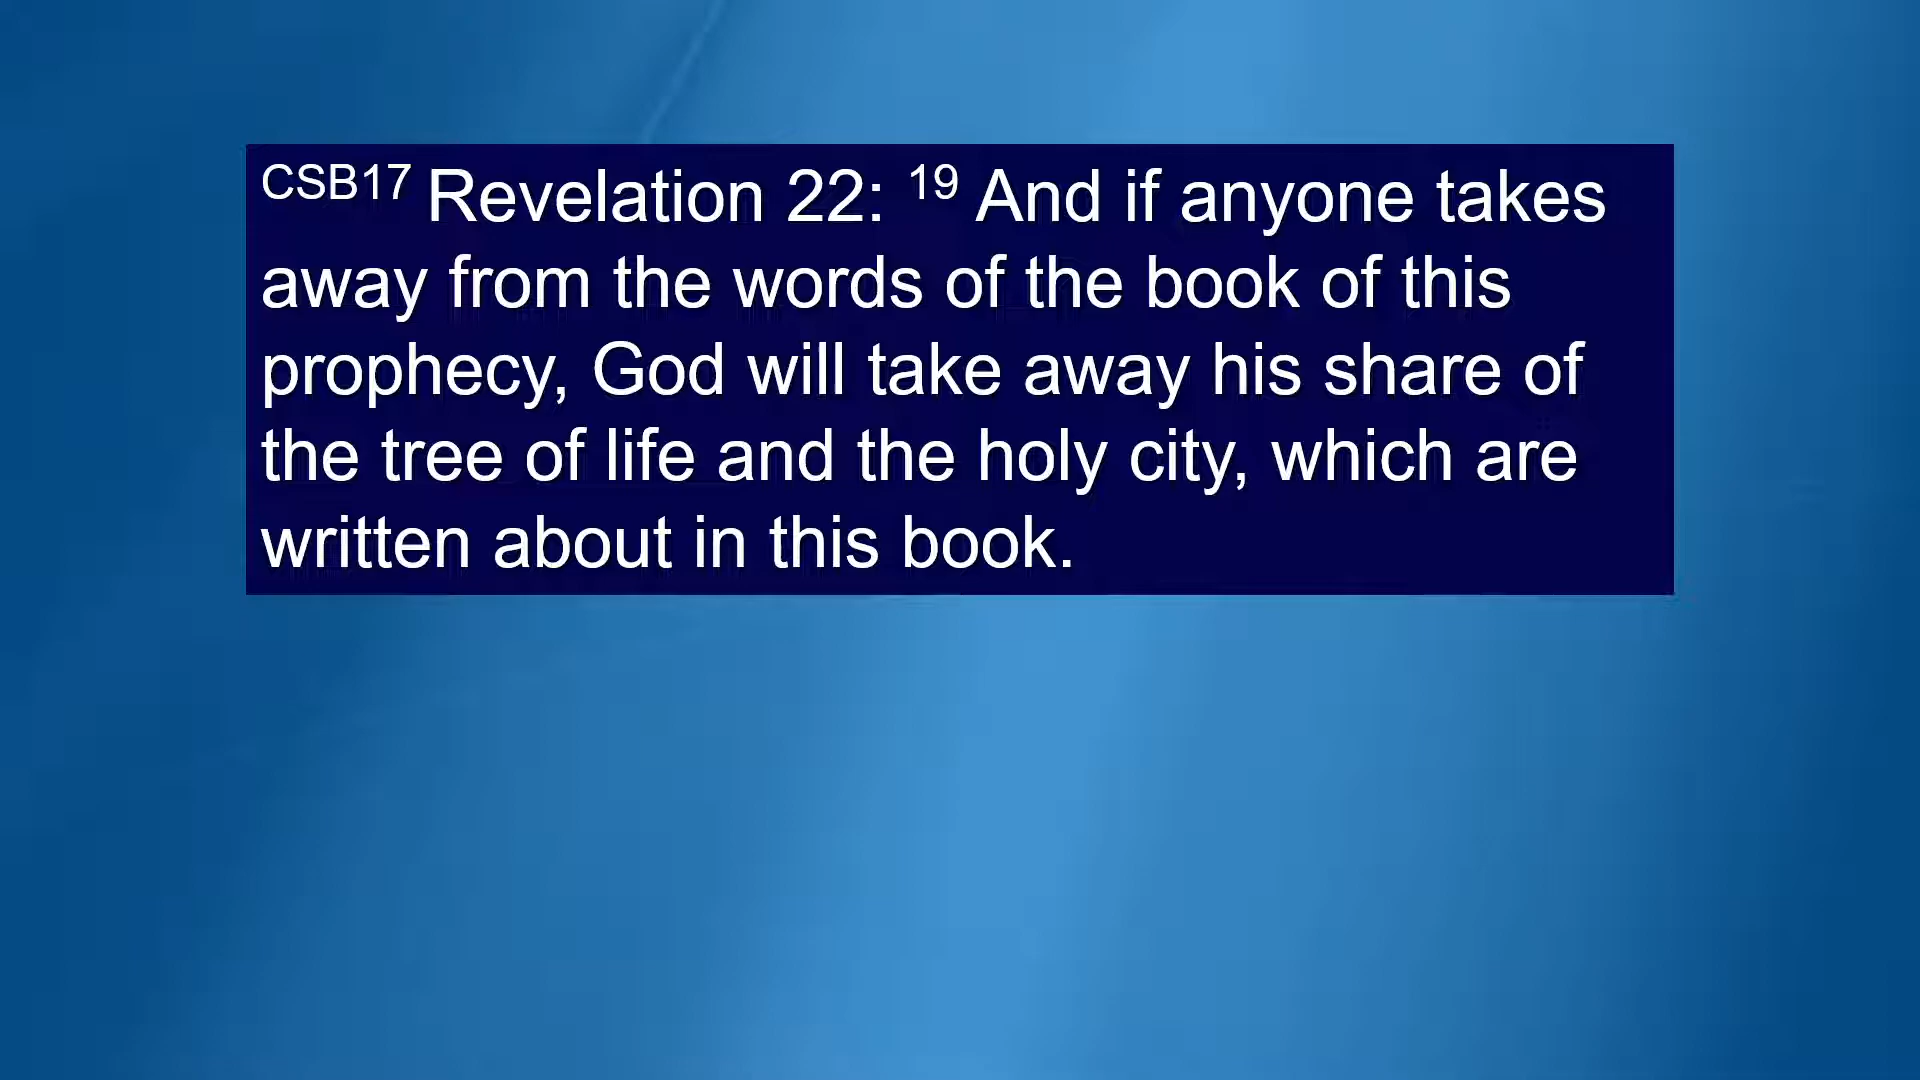 CSB17 Revelation 22: 19 And if anyone takes
away from the words of the book of this
prophecy, God will take away his share of
the tree of life and the holy city, which are
written about in this book.